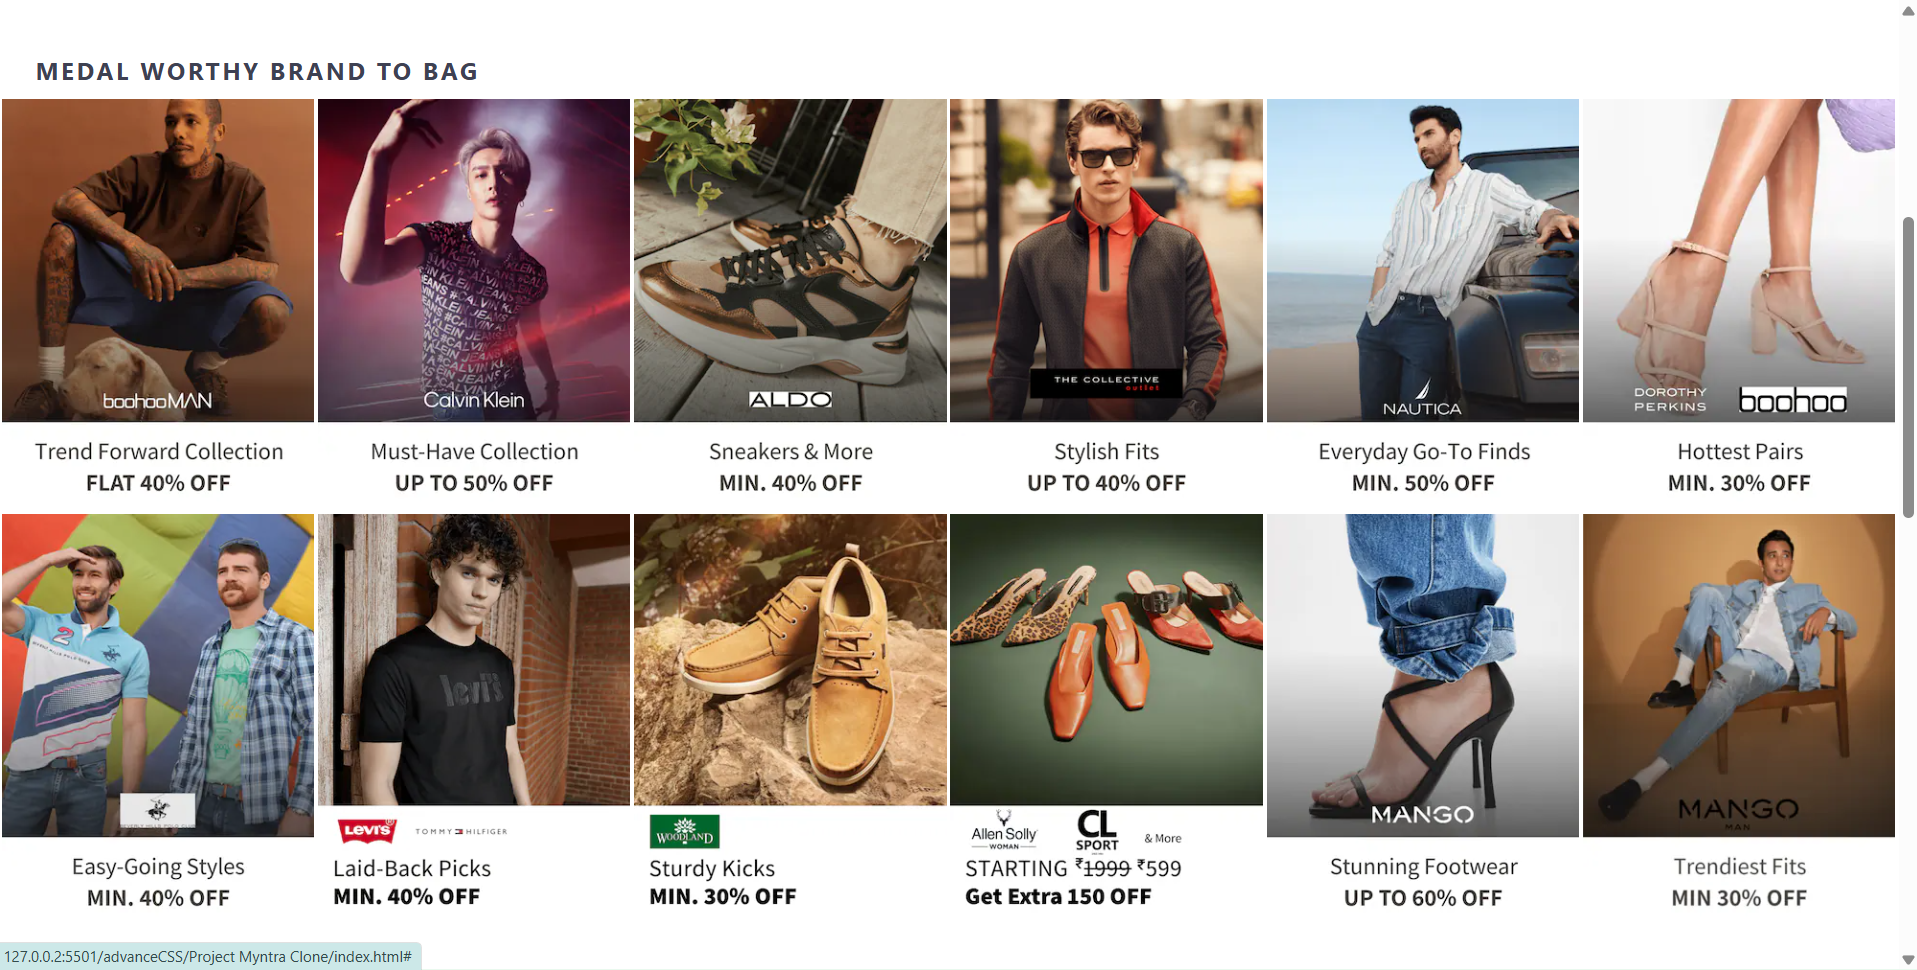 MEDAL WORTHY BRAND TO BAG
boohooMAN
Calvin Klein
ALDO
THE COLLECTIVE
outlet
NAUTICA
DOROTHY
PERKINS
boohoo
Trend Forward Collection
FLAT 40% OFF
Must-Have Collection
UP TO 50% OFF
Sneakers & More
MIN. 40% OFF
Stylish Fits
UP TO 40% OFF
Everyday Go-To Finds
MIN. 50% OFF
Hottest Pairs
MIN. 30% OFF
2
levi's
MANGO
MANGO
MAN
Easy-Going Styles
MIN. 40% OFF
LEVI'S
TOMMY HILFIGER
Laid-Back Picks
MIN. 40% OFF
WOODLAND
Sturdy Kicks
MIN. 30% OFF
Allen Solly
WOMAN
CL
SPORT
& More
STARTING ₹1999 ₹599
Get Extra 150 OFF
Stunning Footwear
UP TO 60% OFF
Trendiest Fits
MIN 30% OFF
127.0.0.2:5501/advanceCSS/Project Myntra Clone/index.html#